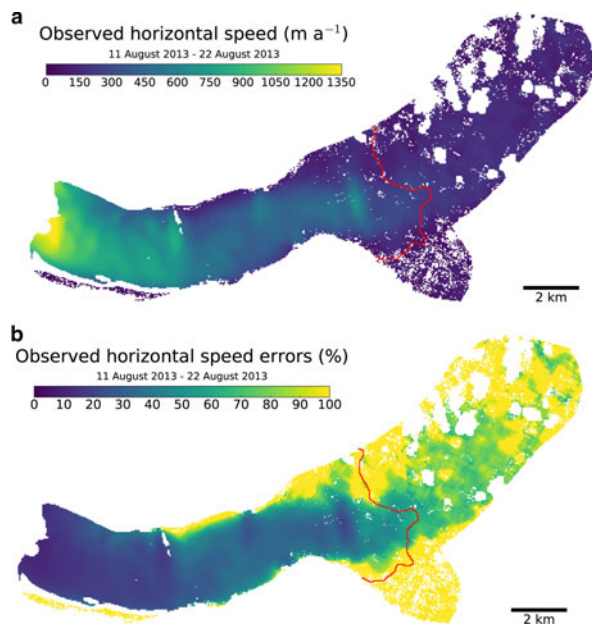 a
Observed horizontal speed (m a⁻¹)
11 August 2013 - 22 August 2013
0 150 300 450 600 750 900 1050 1200 1350
2 km
b
Observed horizontal speed errors (%)
11 August 2013 - 22 August 2013
0 10 20 30 40 50 60 70 80 90 100
2 km